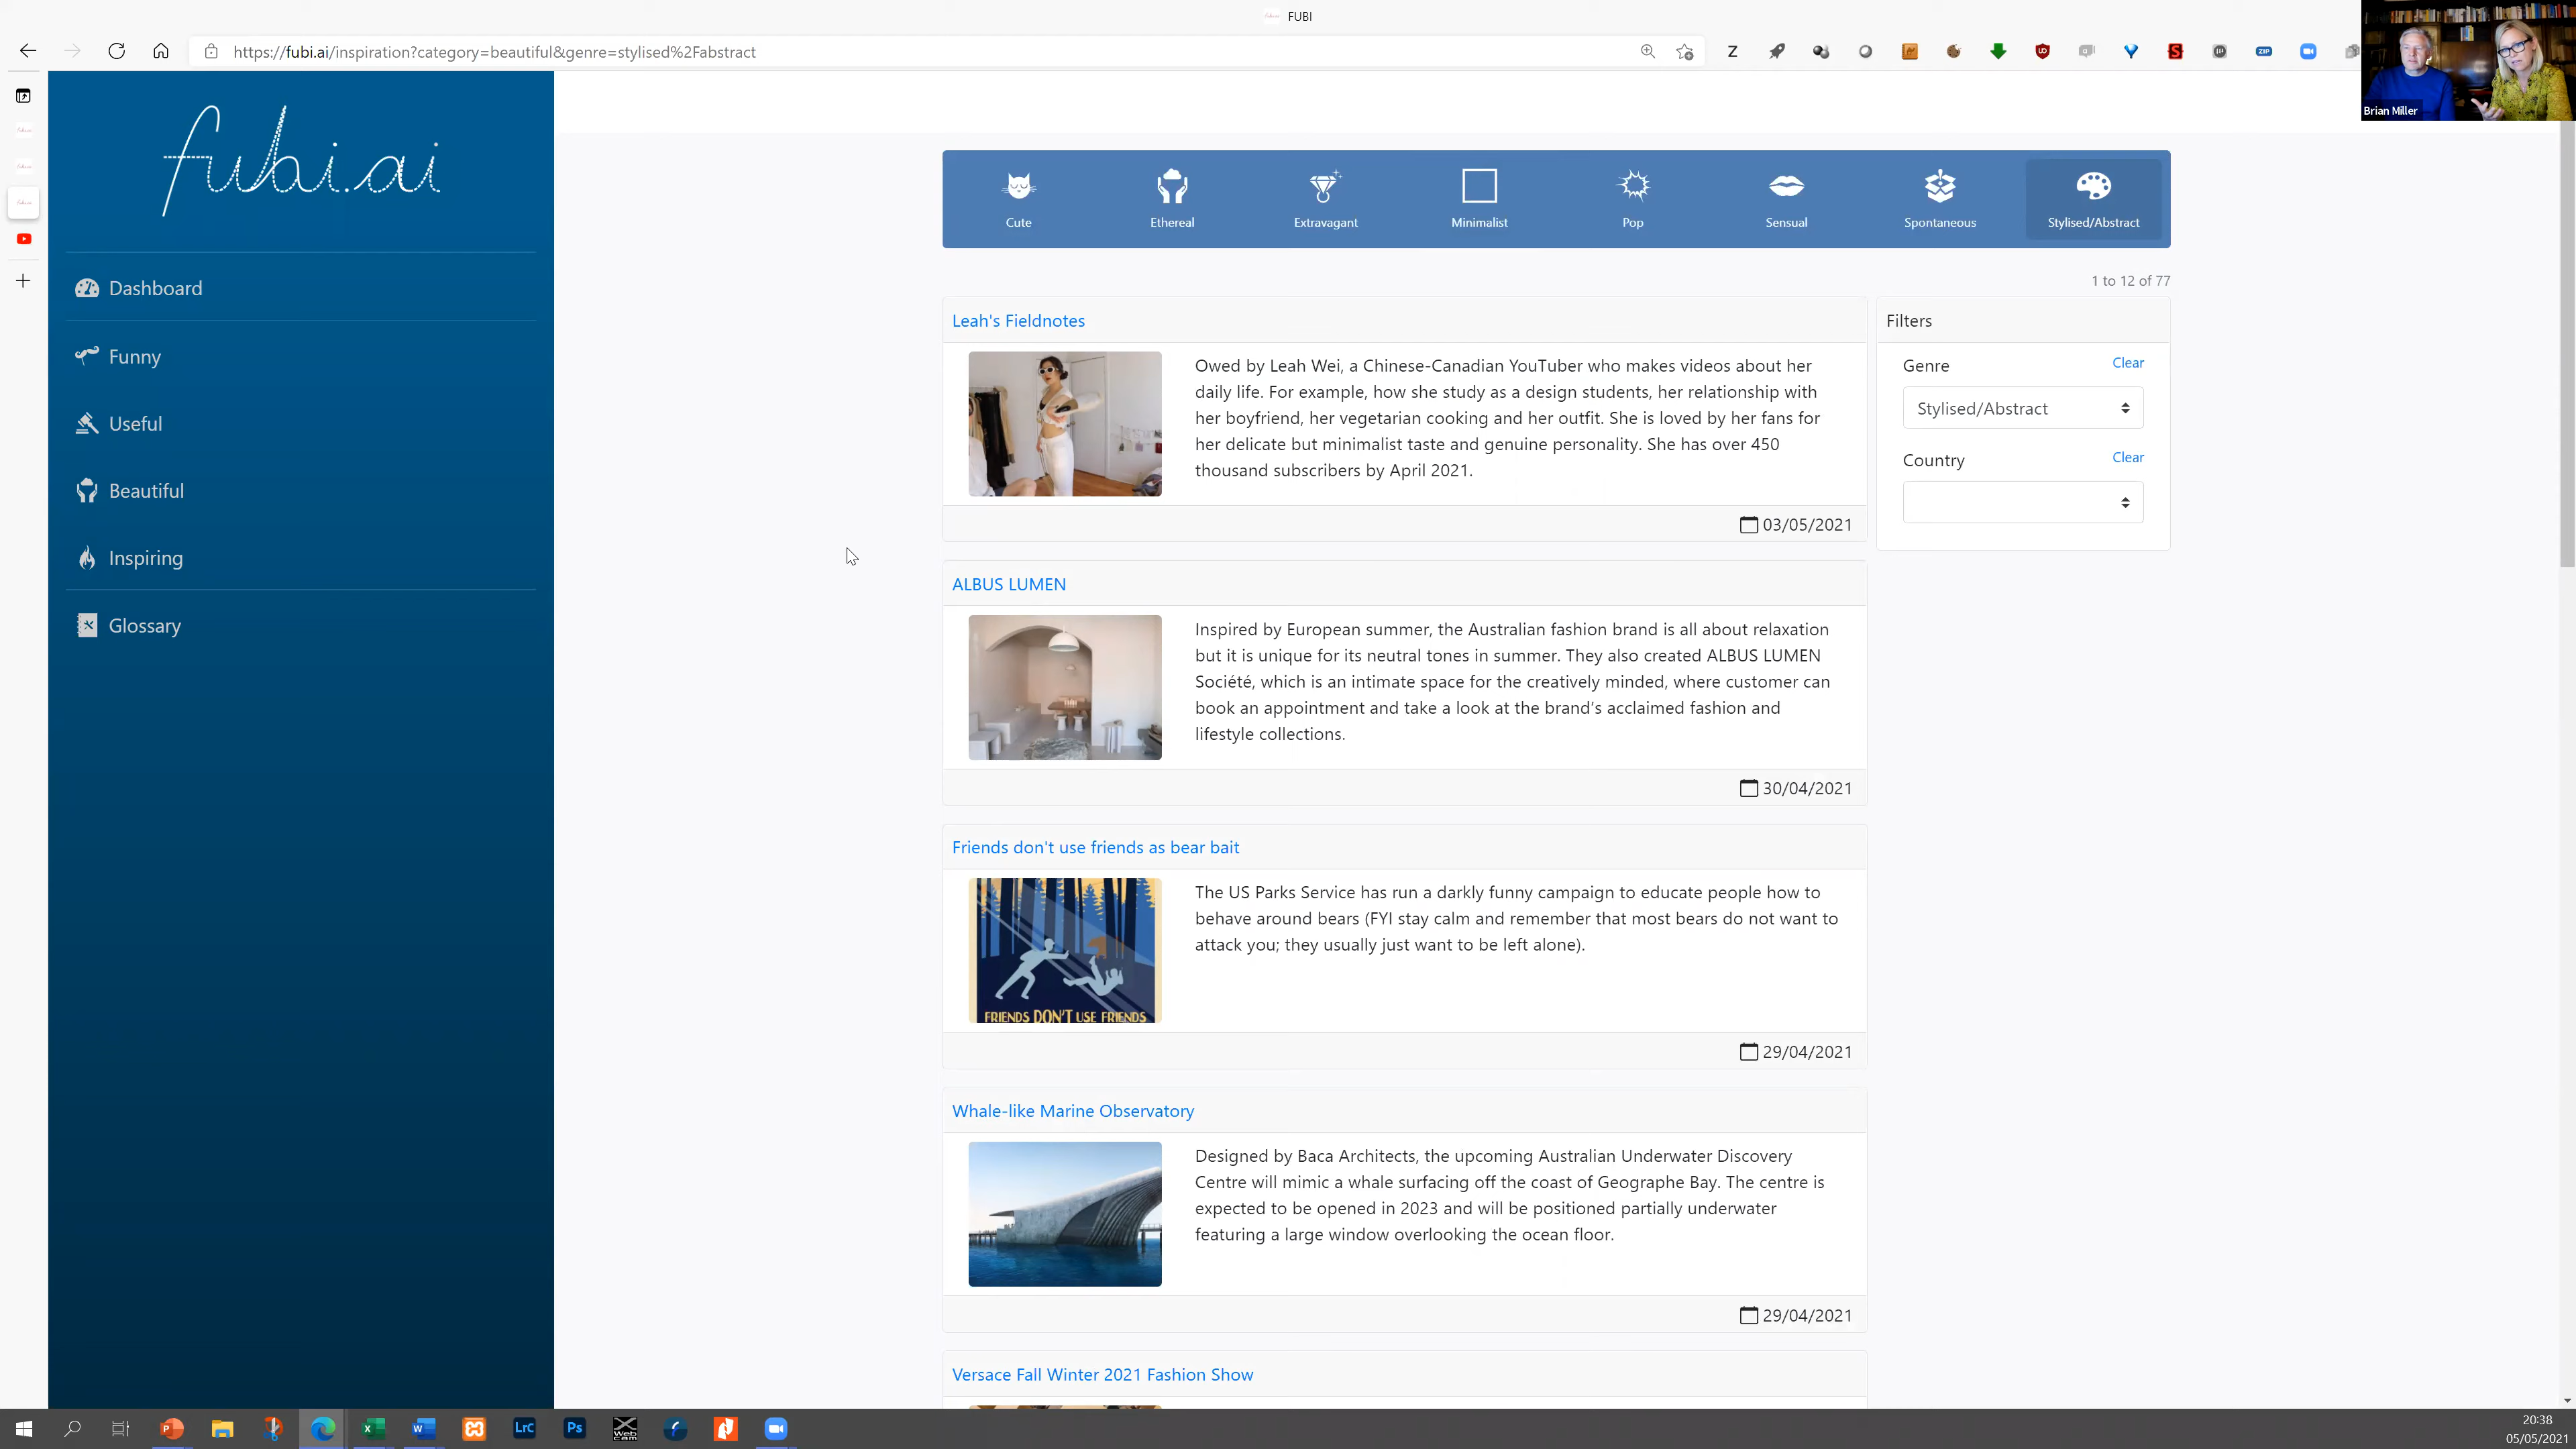 FUBI
https://fubi.ai/inspiration?category=beautiful&genre=stylised%2Fabstract
Z
ZIP
Brian Miller
fubi.ai
Dashboard
Funny
Useful
Beautiful
Inspiring
Glossary
Cute
Ethereal
Extravagant
Minimalist
Pop
Sensual
Spontaneous
Stylised/Abstract
1 to 12 of 77
Leah's Fieldnotes
Owed by Leah Wei, a Chinese-Canadian YouTuber who makes videos about her
daily life. For example, how she study as a design students, her relationship with
her boyfriend, her vegetarian cooking and her outfit. She is loved by her fans for
her delicate but minimalist taste and genuine personality. She has over 450
thousand subscribers by April 2021.
03/05/2021
Filters
Genre
Clear
Stylised/Abstract
Country
Clear
ALBUS LUMEN
Inspired by European summer, the Australian fashion brand is all about relaxation
but it is unique for its neutral tones in summer. They also created ALBUS LUMEN
Société, which is an intimate space for the creatively minded, where customer can
book an appointment and take a look at the brand’s acclaimed fashion and
lifestyle collections.
30/04/2021
Friends don't use friends as bear bait
The US Parks Service has run a darkly funny campaign to educate people how to
behave around bears (FYI stay calm and remember that most bears do not want to
attack you; they usually just want to be left alone).
FRIENDS DON'T USE FRIENDS
29/04/2021
Whale-like Marine Observatory
Designed by Baca Architects, the upcoming Australian Underwater Discovery
Centre will mimic a whale surfacing off the coast of Geographe Bay. The centre is
expected to be opened in 2023 and will be positioned partially underwater
featuring a large window overlooking the ocean floor.
29/04/2021
Versace Fall Winter 2021 Fashion Show
LrC
Ps
X Web cam
20:38
05/05/2021